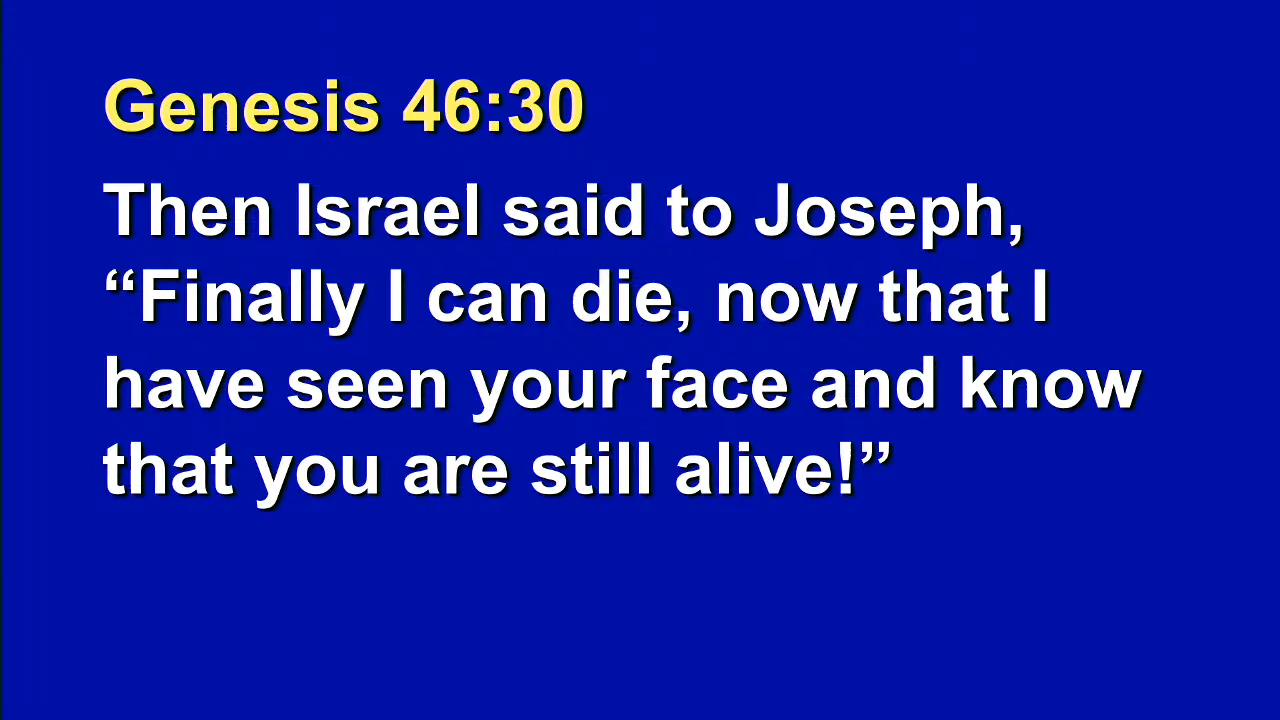 Genesis 46:30
Then Israel said to Joseph,
“Finally I can die, now that I
have seen your face and know
that you are still alive!”